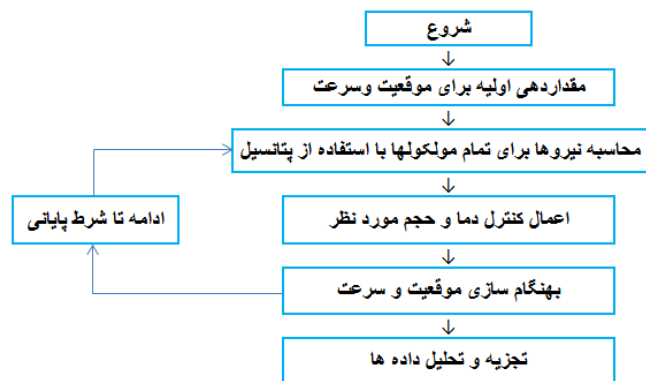 شروع
مقداردهی اولیه برای موقعیت وسرعت
محاسبه نیروها برای تمام مولکولها با استفاده از پتانسیل
اعمال کنترل دما و حجم مورد نظر
ادامه تا شرط پایانی
بهنگام سازی موقعیت و سرعت
تجزیه و تحلیل داده ها